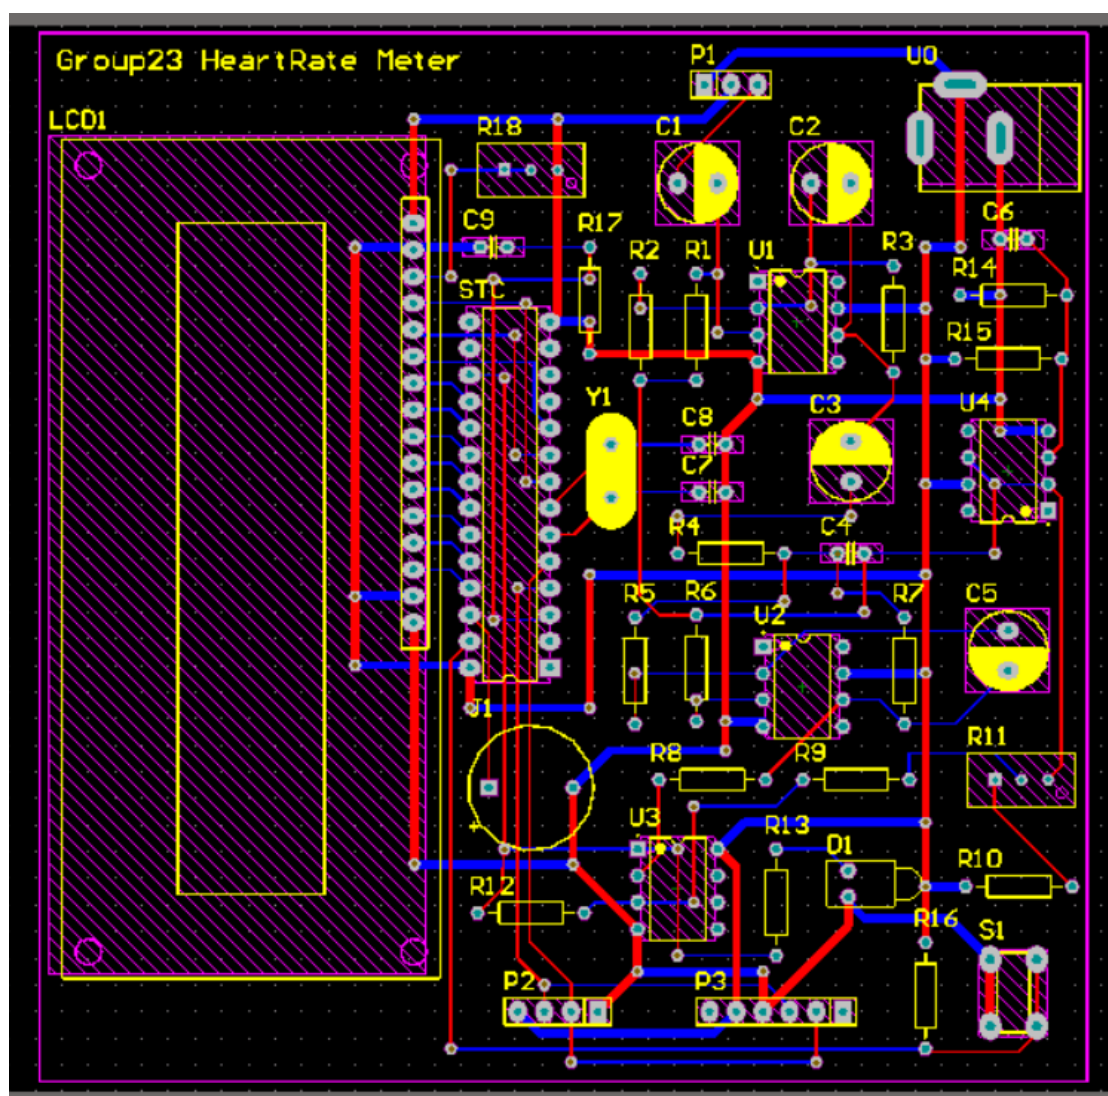 Group23 HeartRate Meter
P1
U0
LCD1
R18
C1
C2
C9
R17
C6
R2
R1
U1
R3
R14
STC
R15
Y1
C8
C3
U4
C7
R4
C4
R5
R6
R7
C5
U2
J1
R8
R9
R11
U3
R13
D1
R10
R12
R16
S1
P2
P3
+